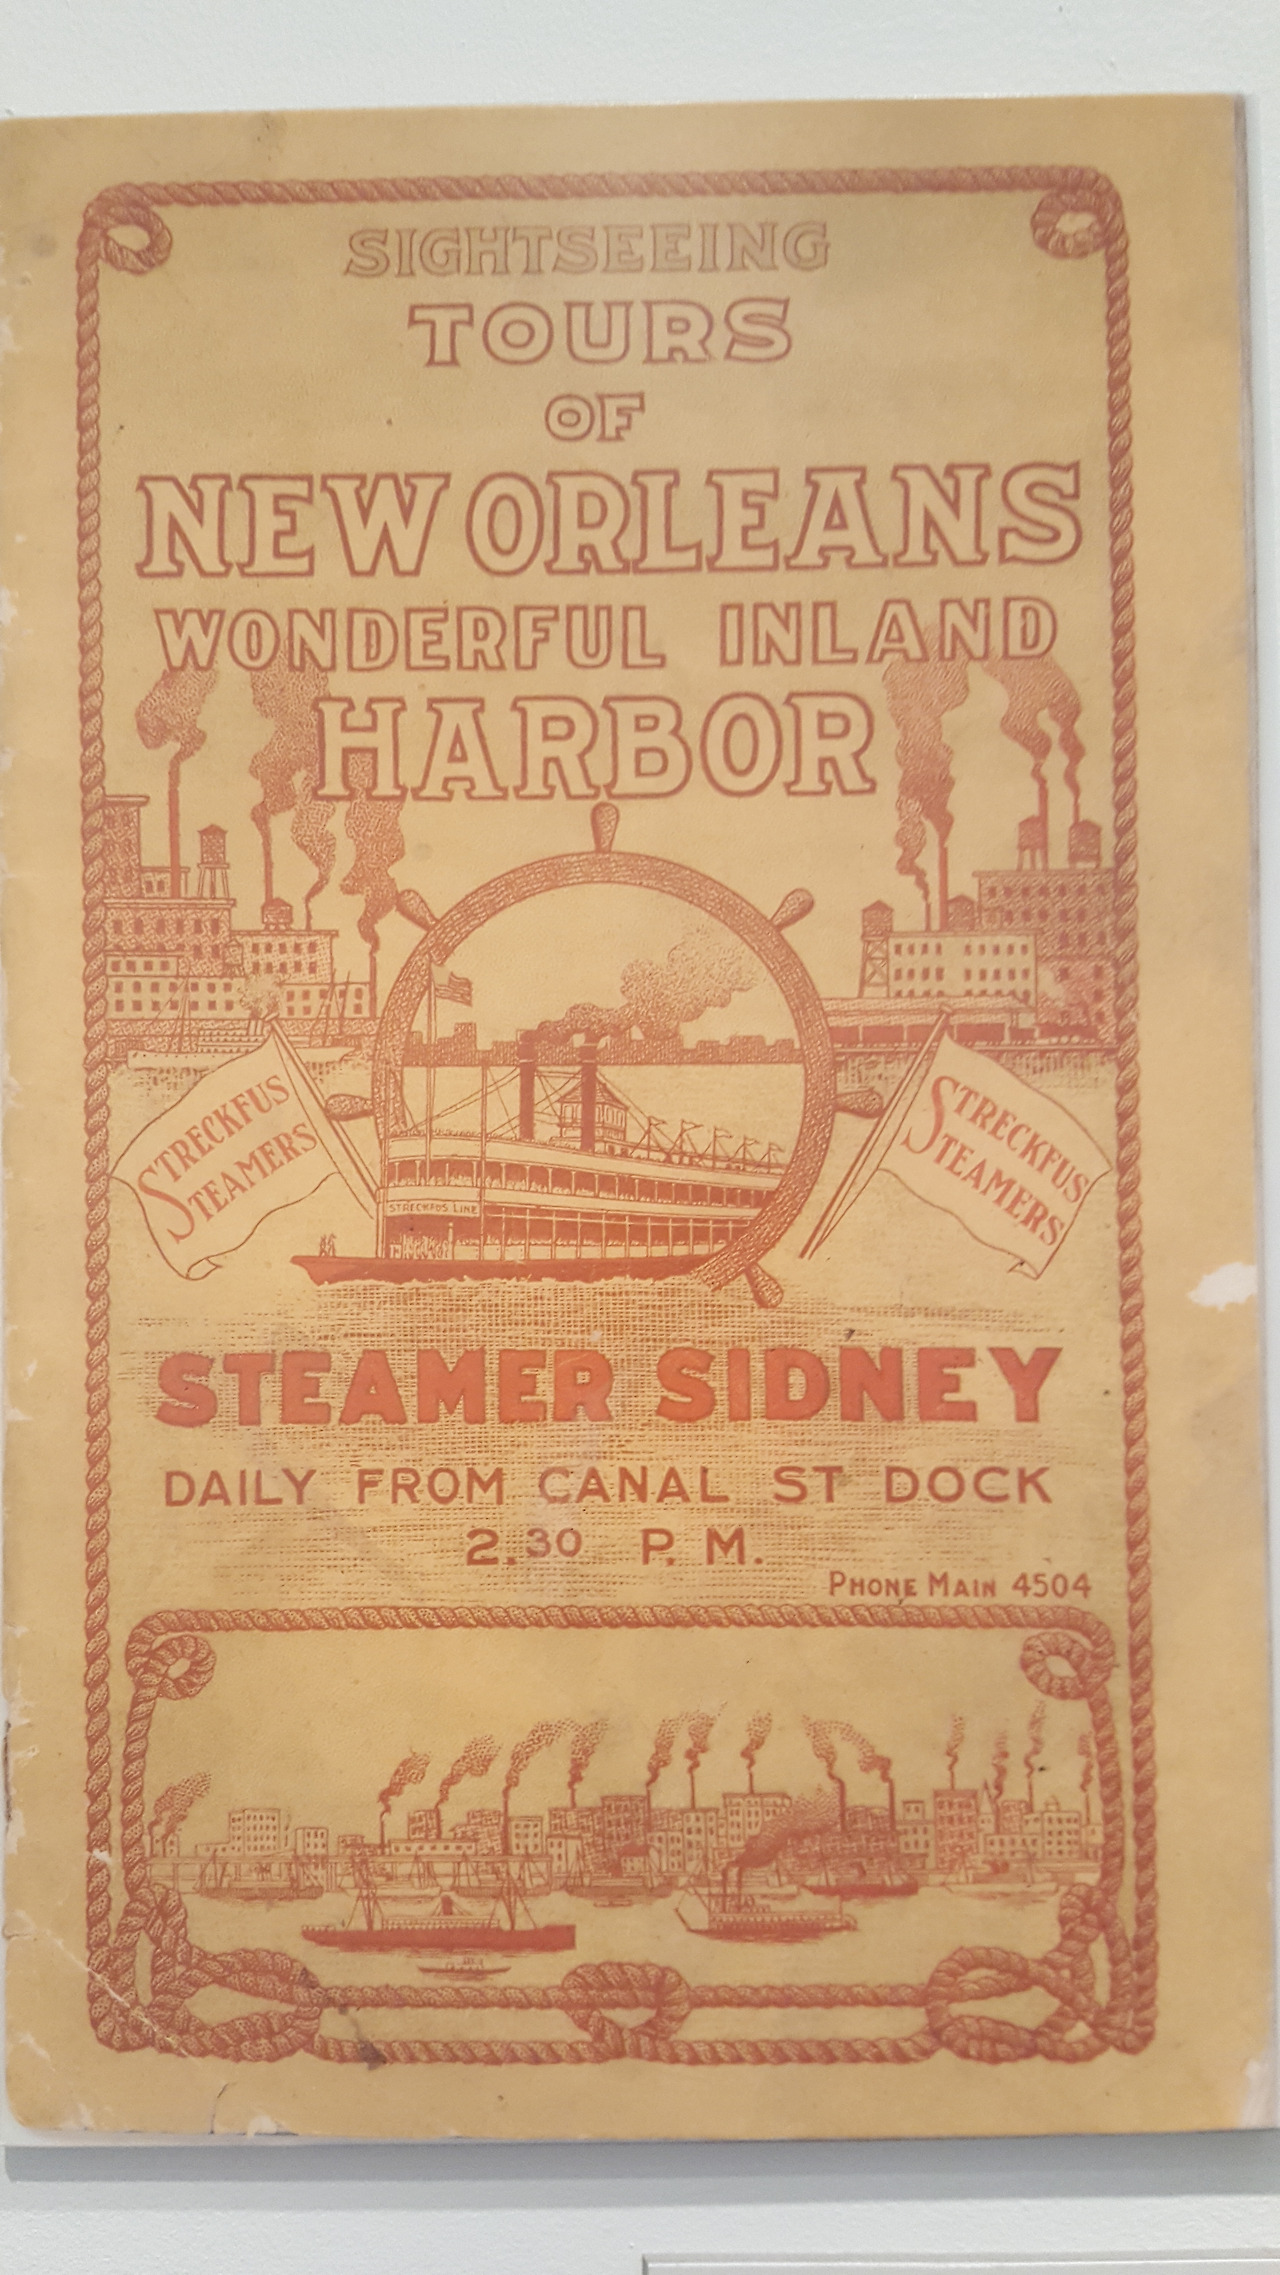 SIGHTSEEING
TOURS
OF
NEW ORLEANS
WONDERFUL INLAND
HARBOR
STRECKFUS
STEAMERS
STRECKFUS LINE
STRECKFUS
STEAMERS
STEAMER SIDNEY
DAILY FROM CANAL ST DOCK
2.30 P. M.
PHONE MAIN 4504